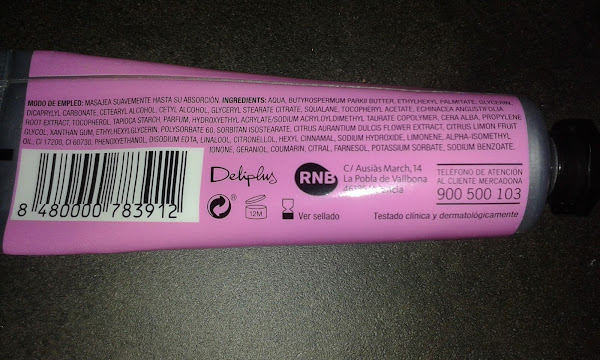 MODO DE EMPLEO: MASAJEA SUAVEMENTE HASTA SU ABSORCIÓN. INGREDIENTS: AQUA, BUTYROSPERMUM PARKII BUTTER, ETHYLHEXYL PALMITATE, GLYCERIN,
DICAPRYLYL CARBONATE, CETEARYL ALCOHOL, CETYL ALCOHOL, GLYCERYL STEARATE CITRATE, SQUALANE, TOCOPHERYL ACETATE, ECHINACEA ANGUSTIFOLIA
ROOT EXTRACT, TOCOPHEROL, TAPIOCA STARCH, PARFUM, HYDROXYETHYL ACRYLATE/SODIUM ACRYLOYLDIMETHYL TAURATE COPOLYMER, CERA ALBA, PROPYLENE
GLYCOL, XANTHAN GUM, ETHYLHEXYLGLYCERIN, POLYSORBATE 60, SORBITAN ISOSTEARATE, CITRUS AURANTIUM DULCIS FLOWER EXTRACT, CITRUS LIMON FRUIT
OIL, CI 17200, CI 60730, PHENOXYETHANOL, DISODIUM EDTA, LINALOOL, CITRONELLOL, HEXYL CINNAMAL, SODIUM HYDROXIDE, LIMONENE, ALPHA-ISOMETHYL
IONONE, GERANIOL, COUMARIN, CITRAL, FARNESOL, POTASSIUM SORBATE, SODIUM BENZOATE.
8 480000 783912
Deliplus
RNB
C/ Ausiàs March, 14
La Pobla de Vallbona
12M
Ver sellado
TELÉFONO DE ATENCIÓN
AL CLIENTE MERCADONA
900 500 103
Testado clínica y dermatológicamente